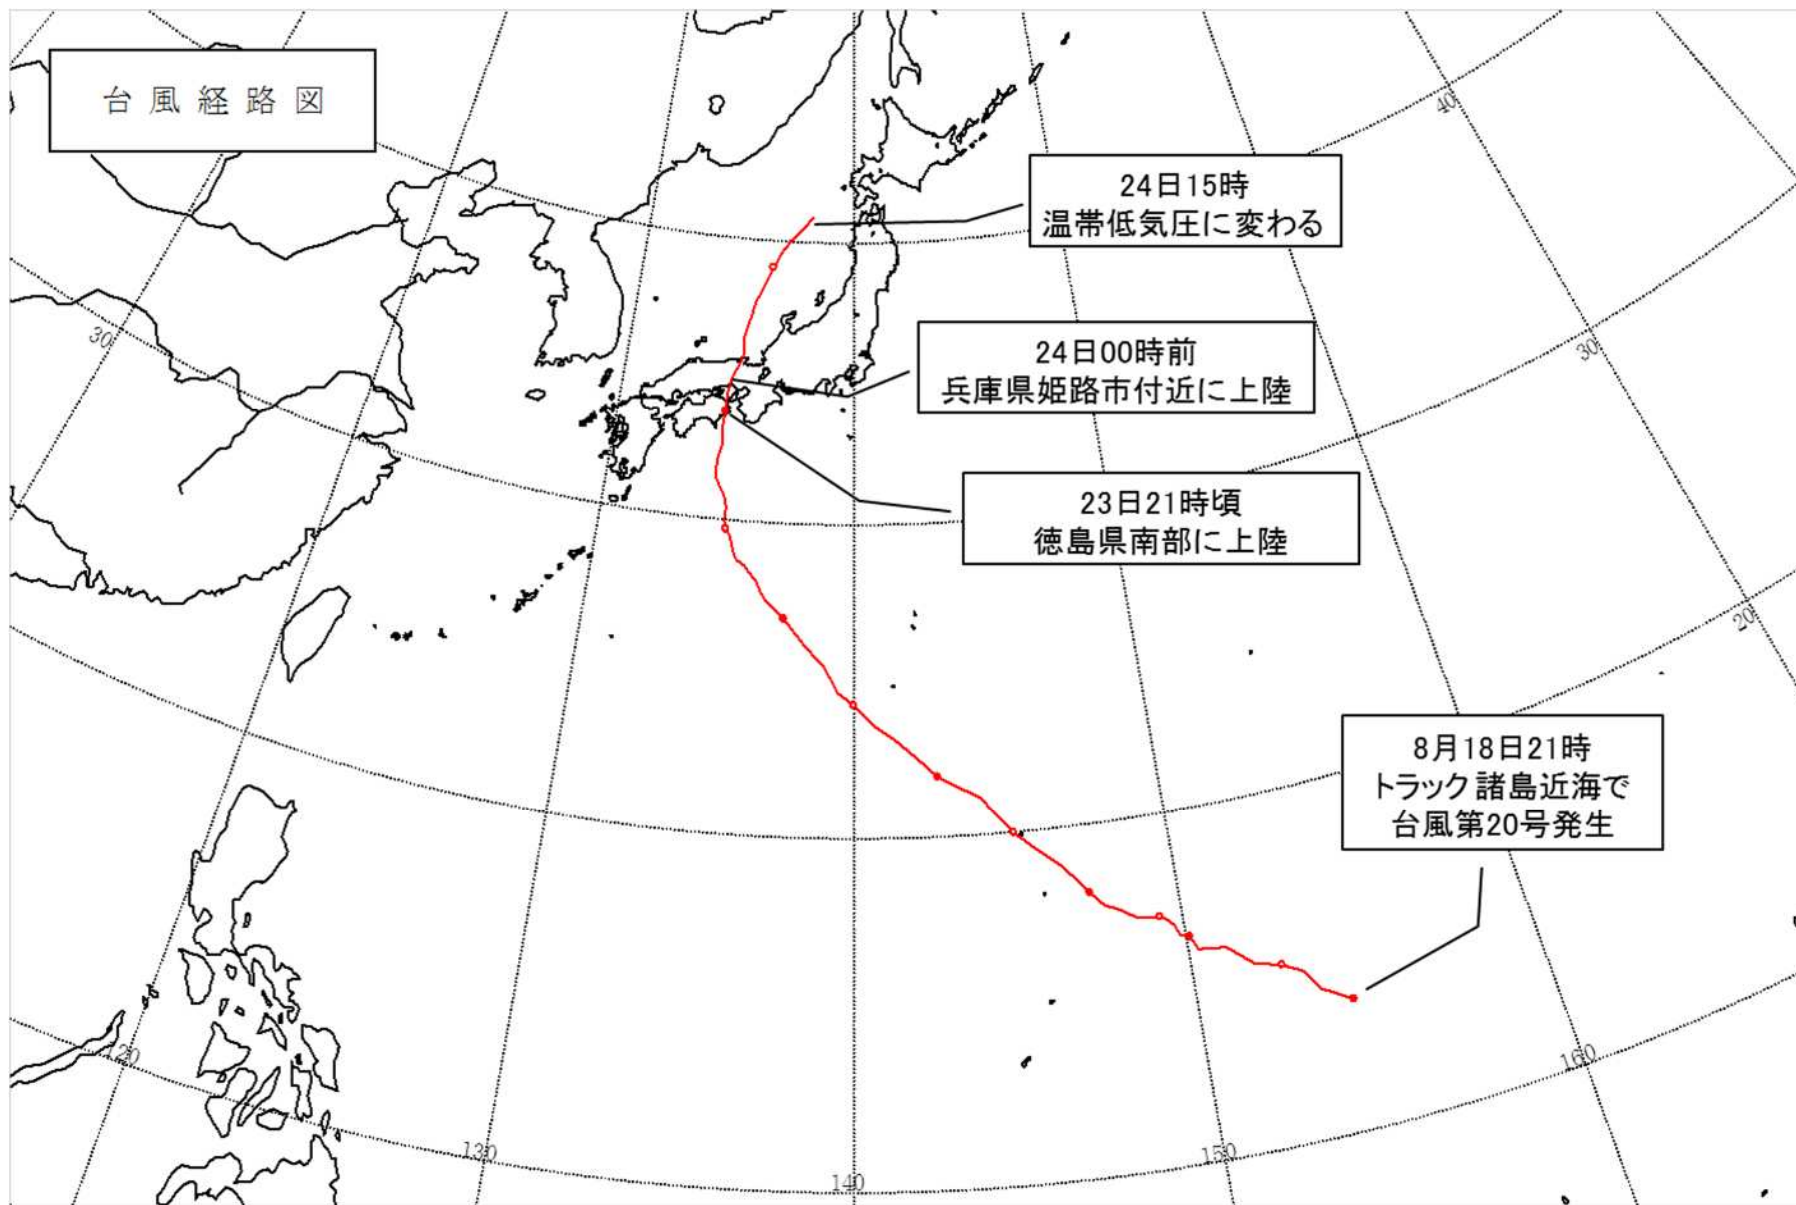 台風経路図
24日15時
温帯低気圧に変わる
24日00時前
兵庫県姫路市付近に上陸
23日21時頃
徳島県南部に上陸
8月18日21時
トラック諸島近海で
台風第20号発生
40
30
30
20
120
130
140
150
160